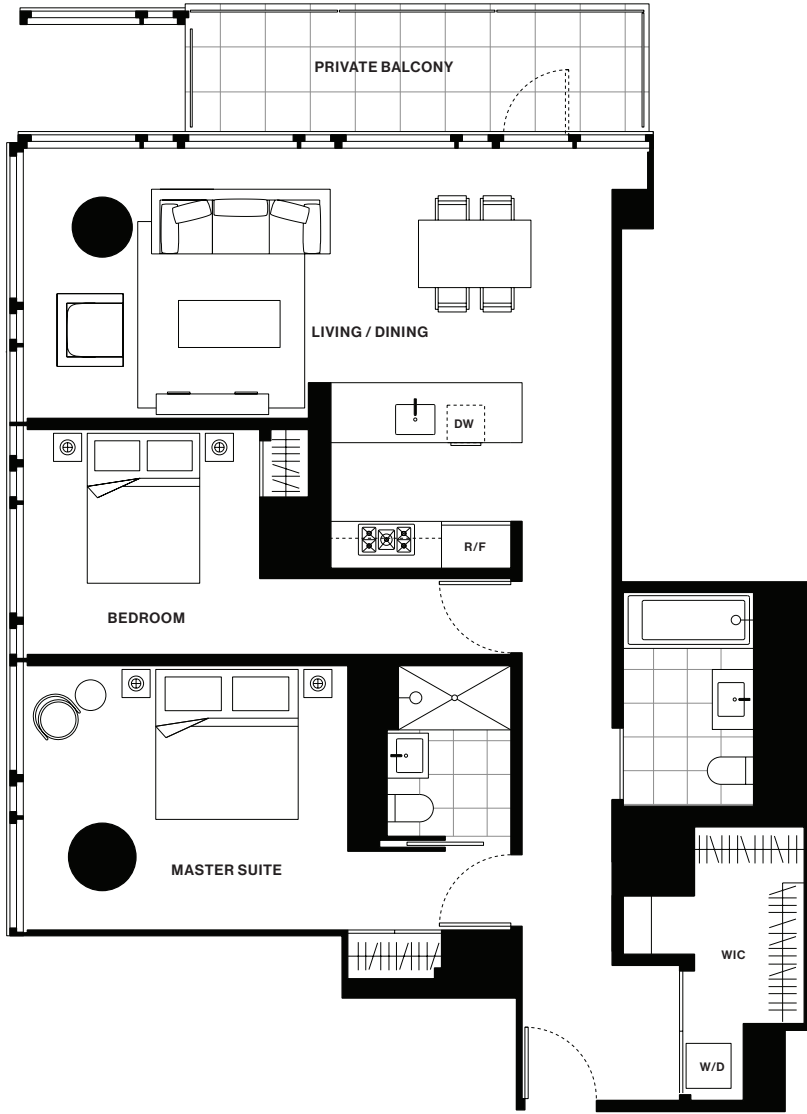 PRIVATE BALCONY
LIVING / DINING
DW
R/F
BEDROOM
MASTER SUITE
WIC
W/D